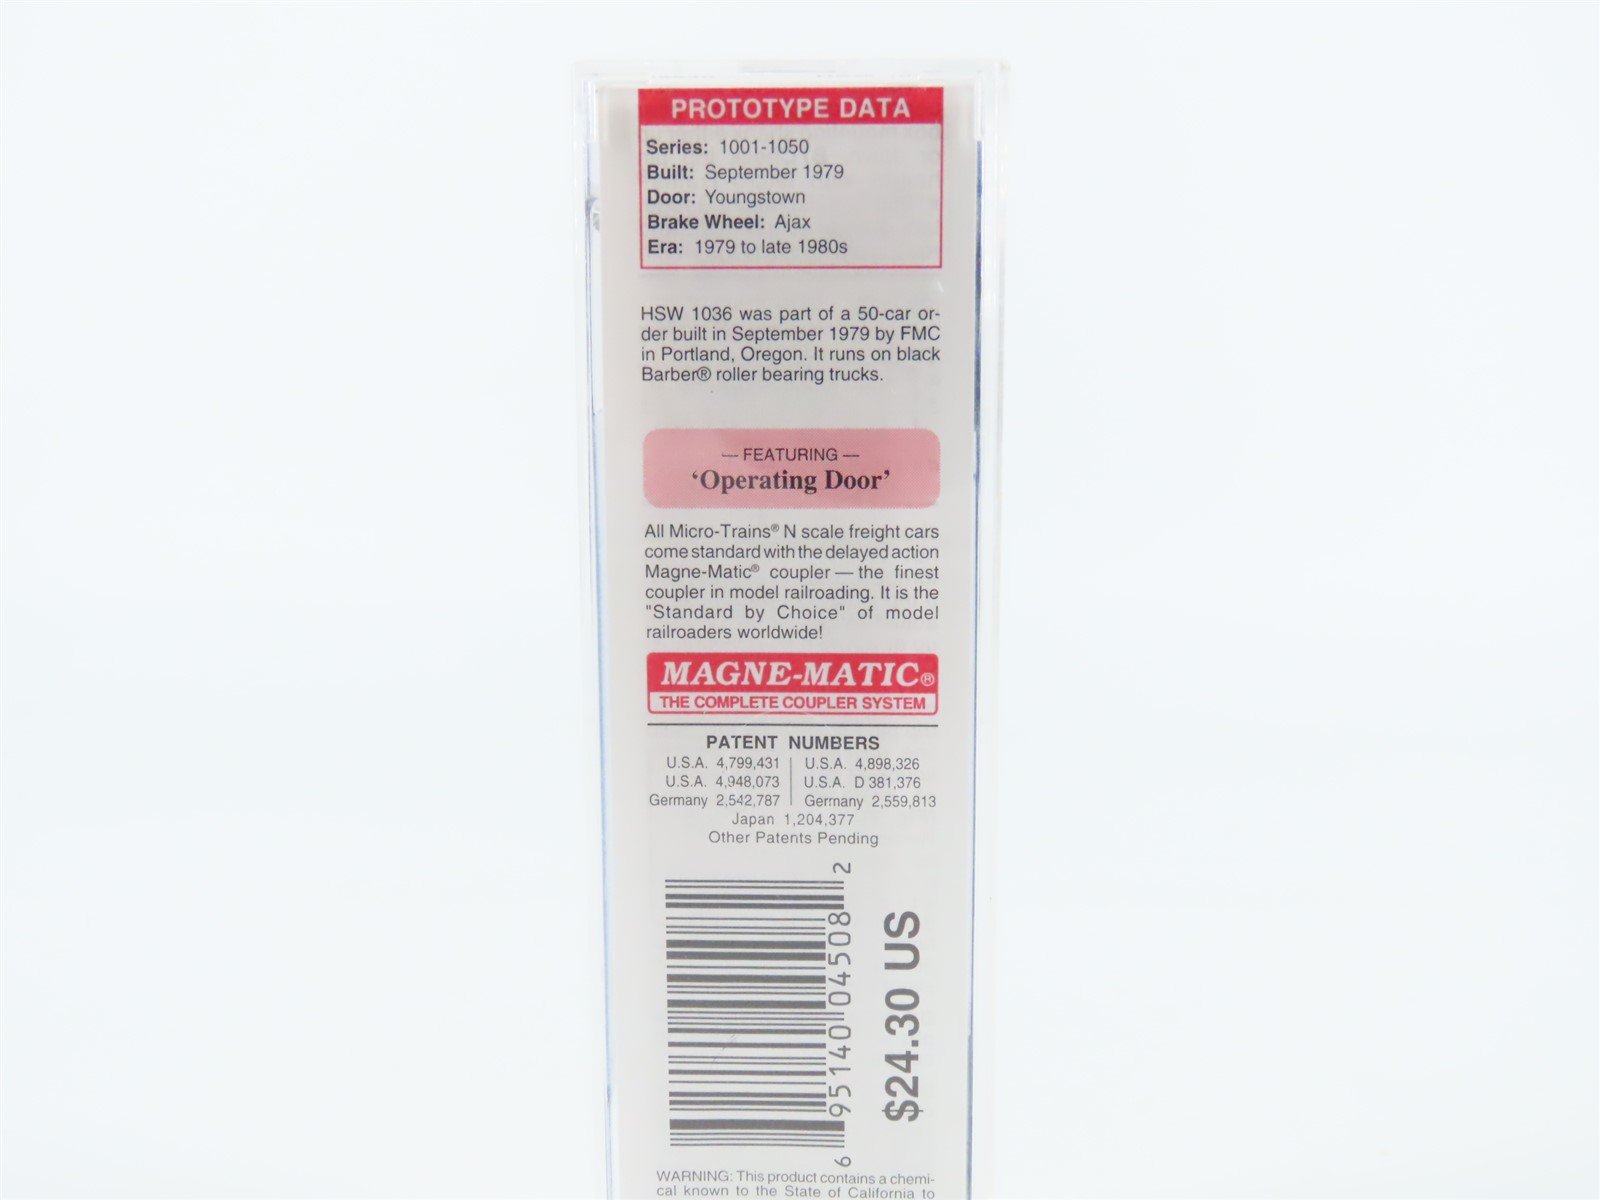 PROTOTYPE DATA
Series: 1001-1050
Built: September 1979
Door: Youngstown
Brake Wheel: Ajax
Era: 1979 to late 1980s
HSW 1036 was part of a 50-car or-
der built in September 1979 by FMC
in Portland, Oregon. It runs on black
Barber® roller bearing trucks.
— FEATURING —
‘Operating Door’
All Micro-Trains® N scale freight cars
come standard with the delayed action
Magne-Matic® coupler — the finest
coupler in model railroading. It is the
"Standard by Choice" of model
railroaders worldwide!
MAGNE-MATIC®
THE COMPLETE COUPLER SYSTEM
PATENT NUMBERS
U.S.A. 4,799,431 | U.S.A. 4,898,326
U.S.A. 4,948,073 | U.S.A. D 381,376
Germany 2,542,787 | Germany 2,559,813
Japan 1,204,377
Other Patents Pending
6 95140 04508 2
$24.30 US
WARNING: This product contains a chemi-
cal known to the State of California to